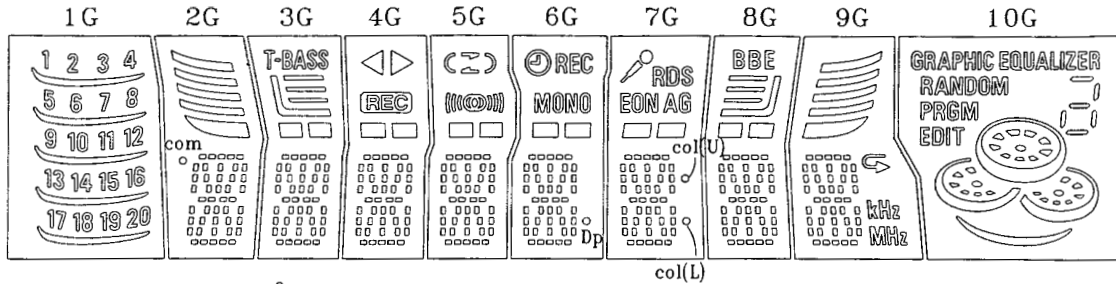 1G 2G 3G 4G 5G 6G 7G 8G 9G 10G
1 2 3 4
5 6 7 8
9 10 11 12
13 14 15 16
17 18 19 20
com
T-BASS
REC
REC
MONO
Dp
RDS
EON AG
col(U)
col(L)
BBE
kHz
MHz
GRAPHIC EQUALIZER
RANDOM
PRGM
EDIT